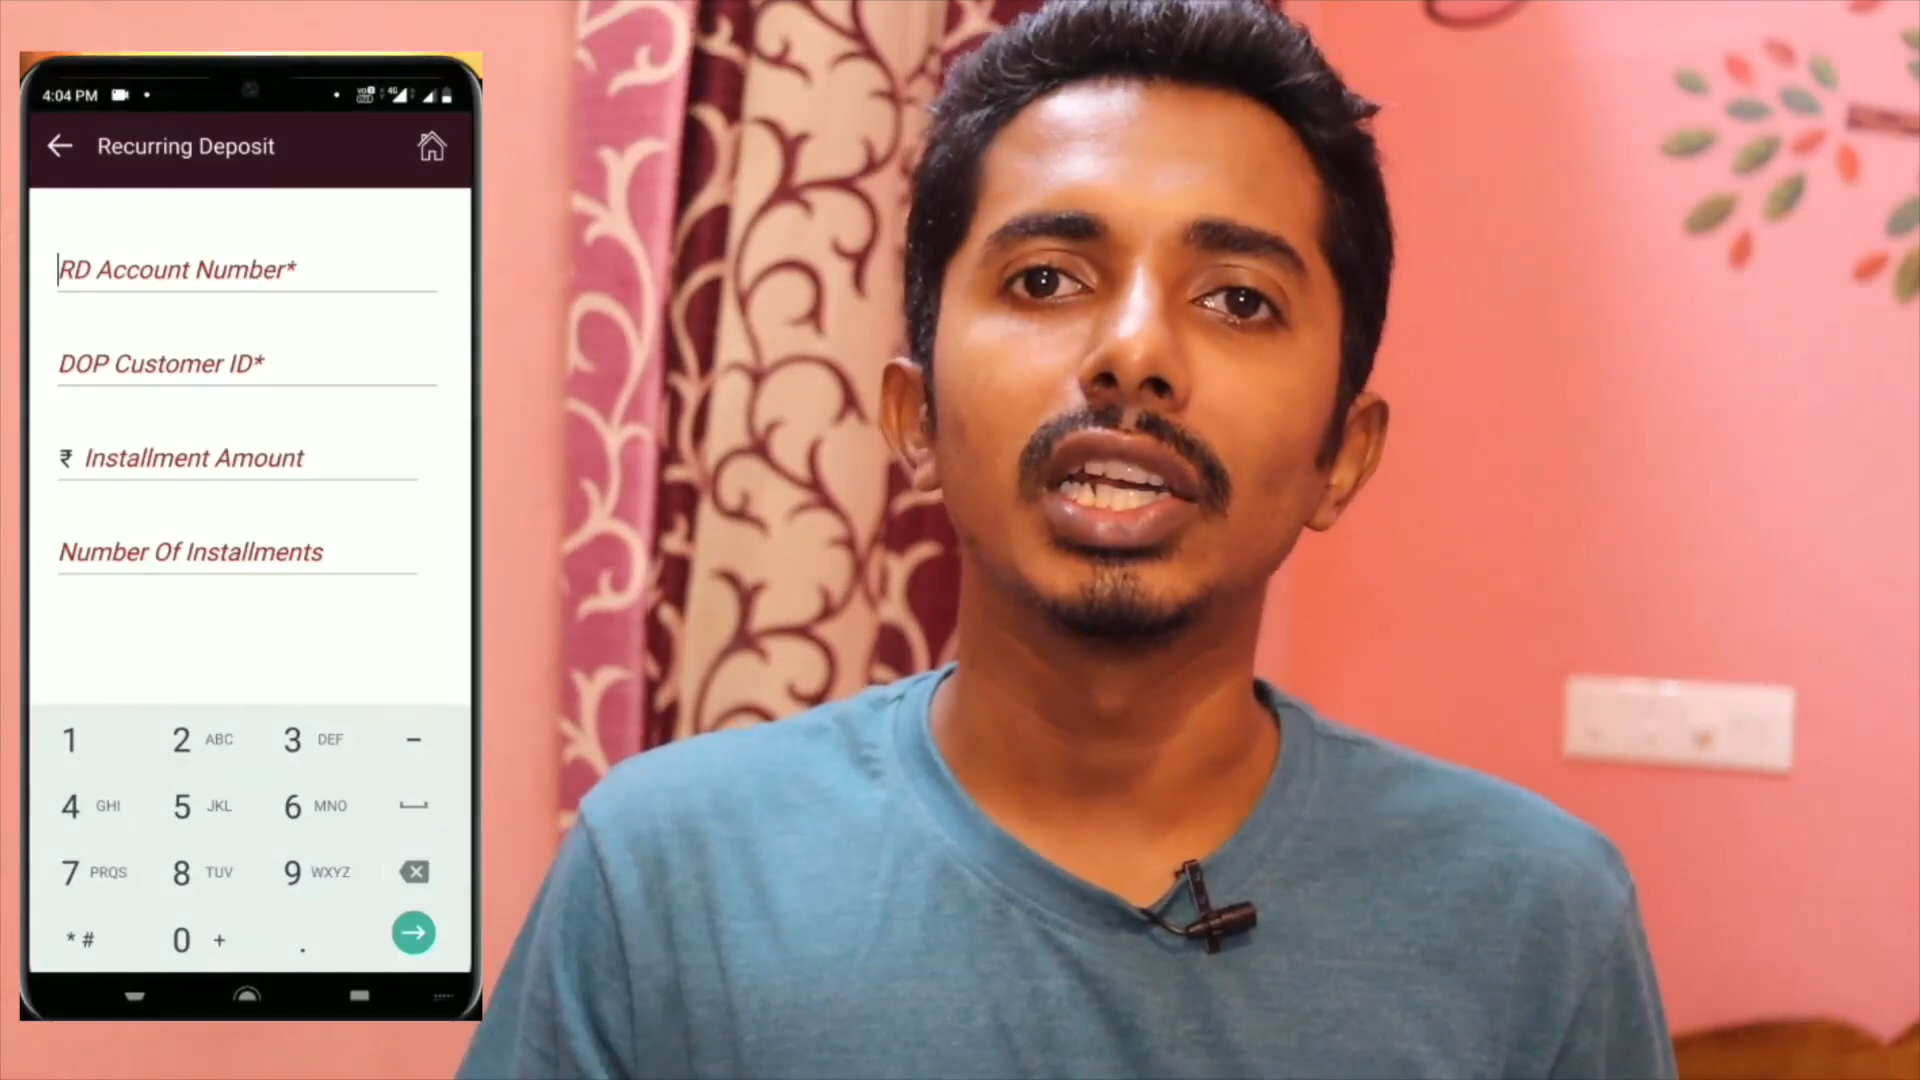 4:04 PM
4G
Recurring Deposit
RD Account Number*
DOP Customer ID*
₹ Installment Amount
Number Of Installments
1 2 ABC 3 DEF –
4 GHI 5 JKL 6 MNO
7 PRQS 8 TUV 9 WXYZ
* # 0 + .